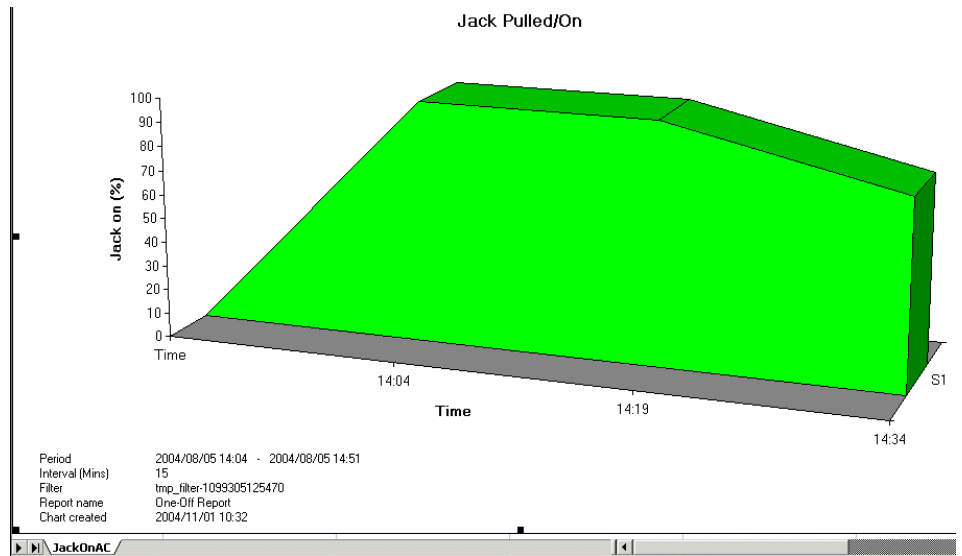 Jack Pulled/On
100
90
80
70
60
50
40
30
20
10
0
Jack on (%)
Time
14:04
14:19
14:34
S1
Time
Period 2004/08/05 14:04 - 2004/08/05 14:51
Interval (Mins) 15
Filter tmp_filter-1099305125470
Report name One-Off Report
Chart created 2004/11/01 10:32
JackOnAC